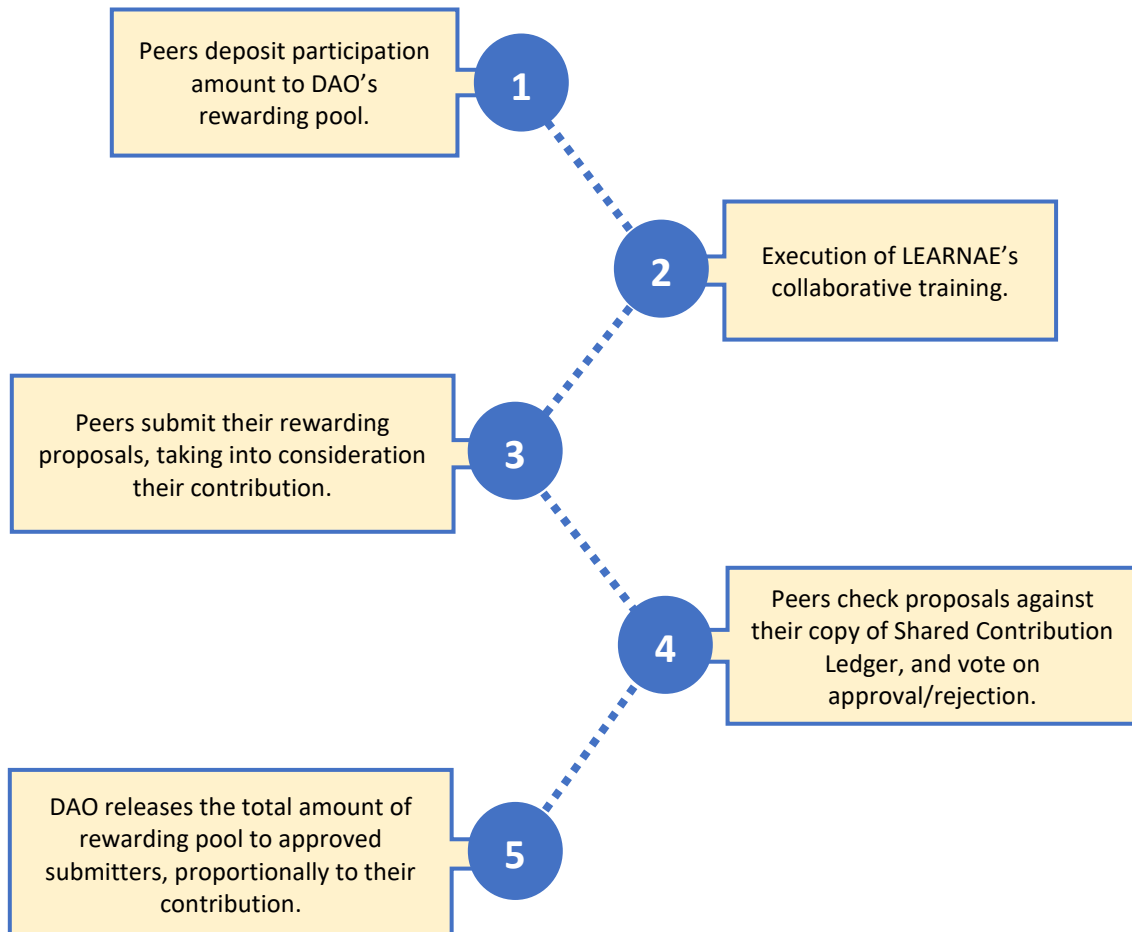 Peers deposit participation
amount to DAO’s
rewarding pool.
1
2
Execution of LEARNAE’s
collaborative training.
Peers submit their rewarding
proposals, taking into consideration
their contribution.
3
4
Peers check proposals against
their copy of Shared Contribution
Ledger, and vote on
approval/rejection.
DAO releases the total amount of
rewarding pool to approved
submitters, proportionally to their
contribution.
5